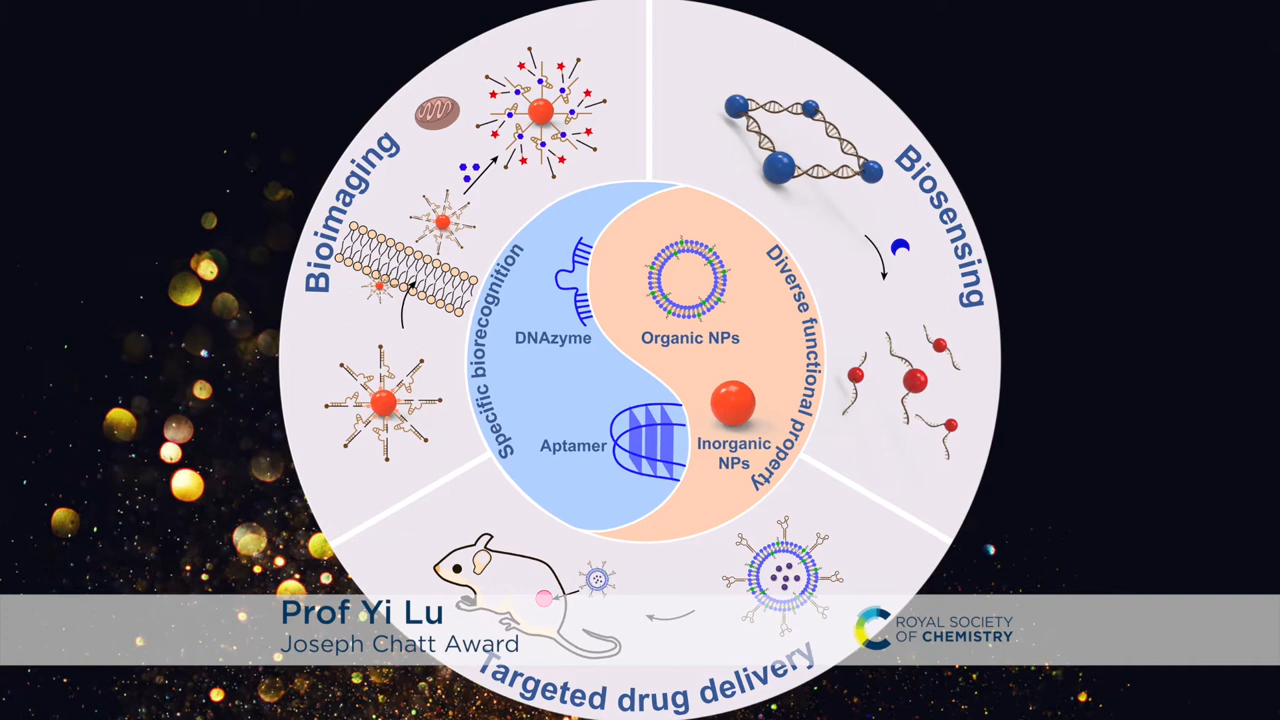 Bioimaging
Biosensing
Specific biorecognition
Diverse functional property
DNAzyme
Organic NPs
Aptamer
Inorganic
NPs
Prof Yi Lu
Joseph Chatt Award
ROYAL SOCIETY
OF CHEMISTRY
Targeted drug delivery